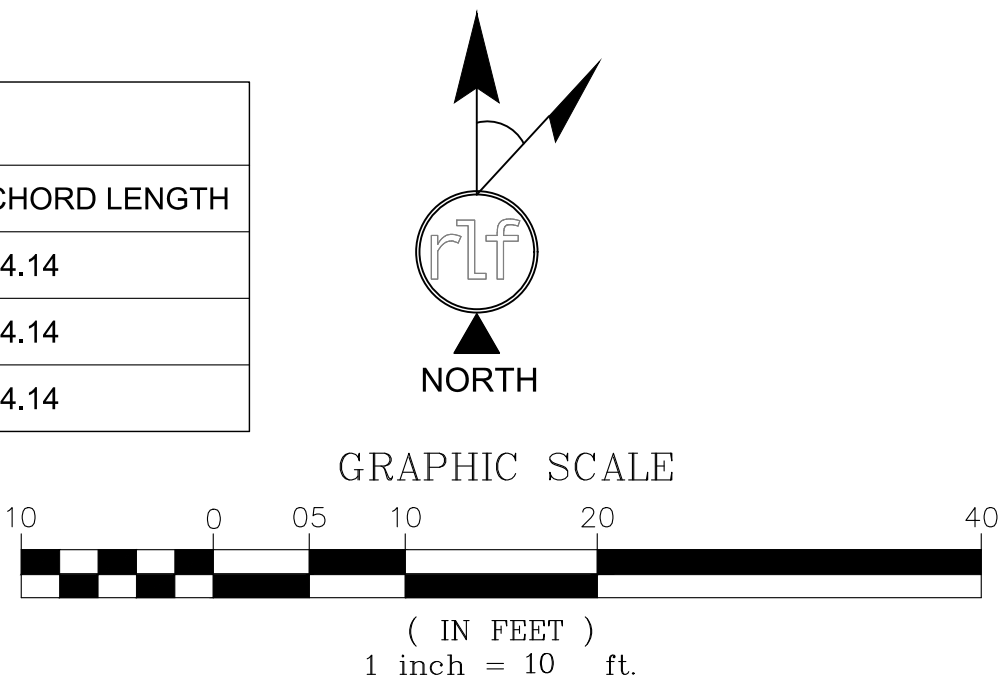 CHORD LENGTH
4.14
4.14
4.14
rlf
NORTH
GRAPHIC SCALE
10 0 05 10 20 40
( IN FEET )
1 inch = 10 ft.